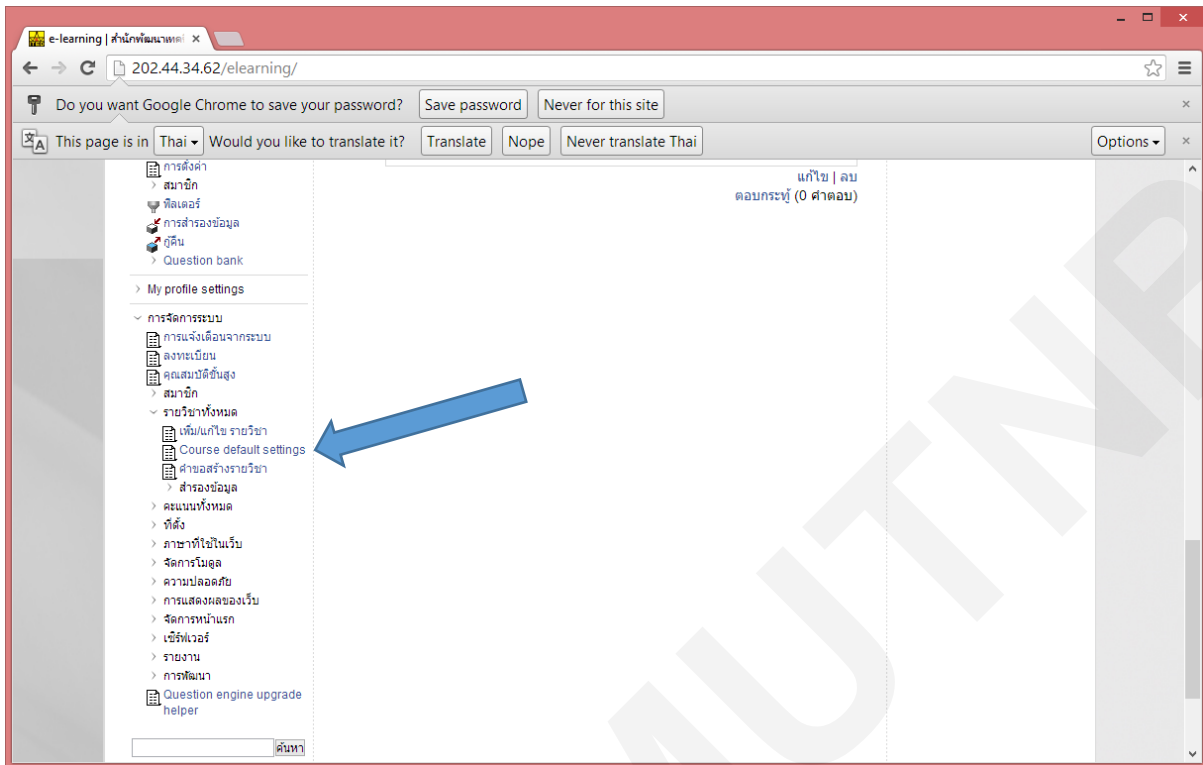 e-learning | สำนักพัฒนาเทค
202.44.34.62/elearning/
Do you want Google Chrome to save your password? Save password Never for this site
This page is in Thai Would you like to translate it? Translate Nope Never translate Thai Options
การตั้งค่า
สมาชิก
ฟิลเตอร์
การสำรองข้อมูล
กู้คืน
Question bank
My profile settings
การจัดการระบบ
การแจ้งเตือนจากระบบ
ลงทะเบียน
คุณสมบัติขั้นสูง
สมาชิก
รายวิชาทั้งหมด
เพิ่ม/แก้ไข รายวิชา
Course default settings
คำขอสร้างรายวิชา
สำรองข้อมูล
คะแนนทั้งหมด
ที่ตั้ง
ภาษาที่ใช้ในเว็บ
จัดการโมดูล
ความปลอดภัย
การแสดงผลของเว็บ
จัดการหน้าแรก
เซิร์ฟเวอร์
รายงาน
การพัฒนา
Question engine upgrade
helper
ค้นหา
แก้ไข | ลบ
ตอบกระทู้ (0 คำตอบ)
MUTNP